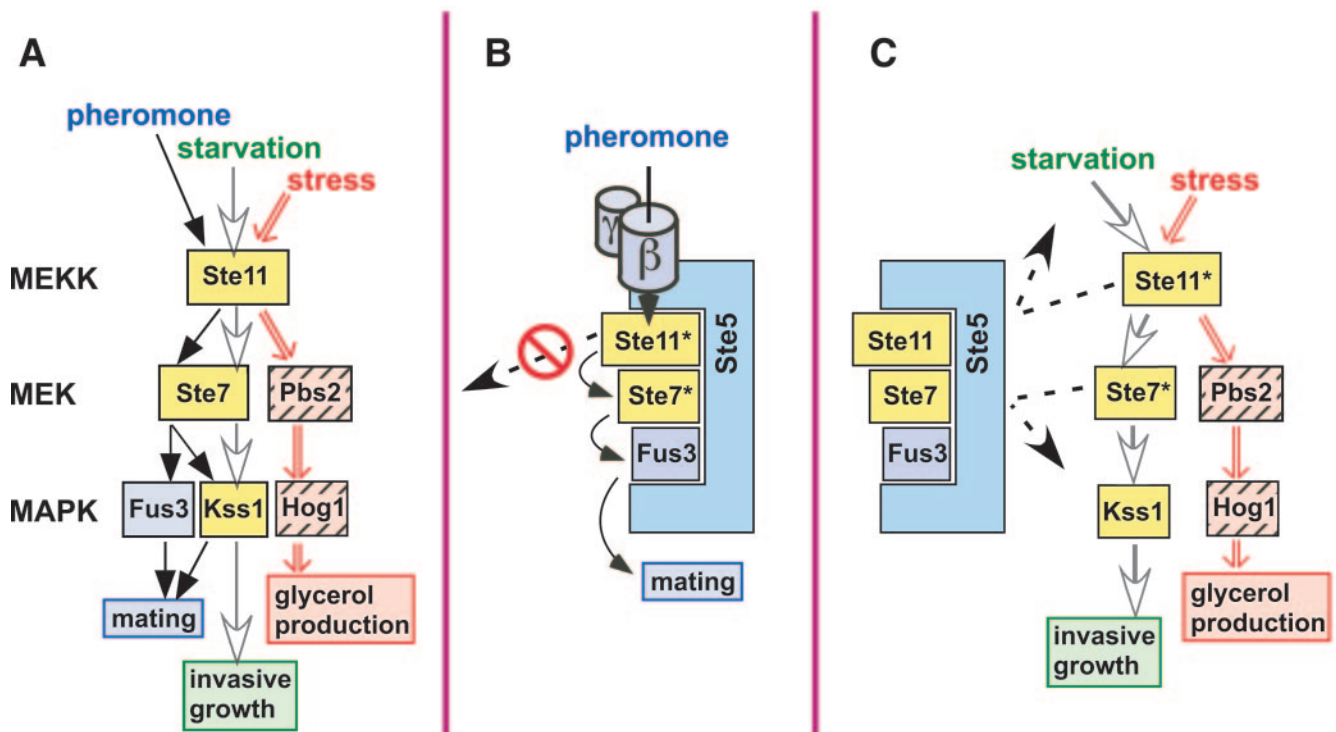 A
pheromone
starvation
stress
MEKK
Ste11
MEK
Ste7
Pbs2
MAPK
Fus3
Kss1
Hog1
mating
glycerol
production
invasive
growth
B
pheromone
γ
β
Ste11*
Ste7*
Fus3
Ste5
mating
C
starvation
stress
Ste11*
Ste11
Ste5
Ste7
Ste7*
Pbs2
Fus3
Kss1
Hog1
glycerol
production
invasive
growth